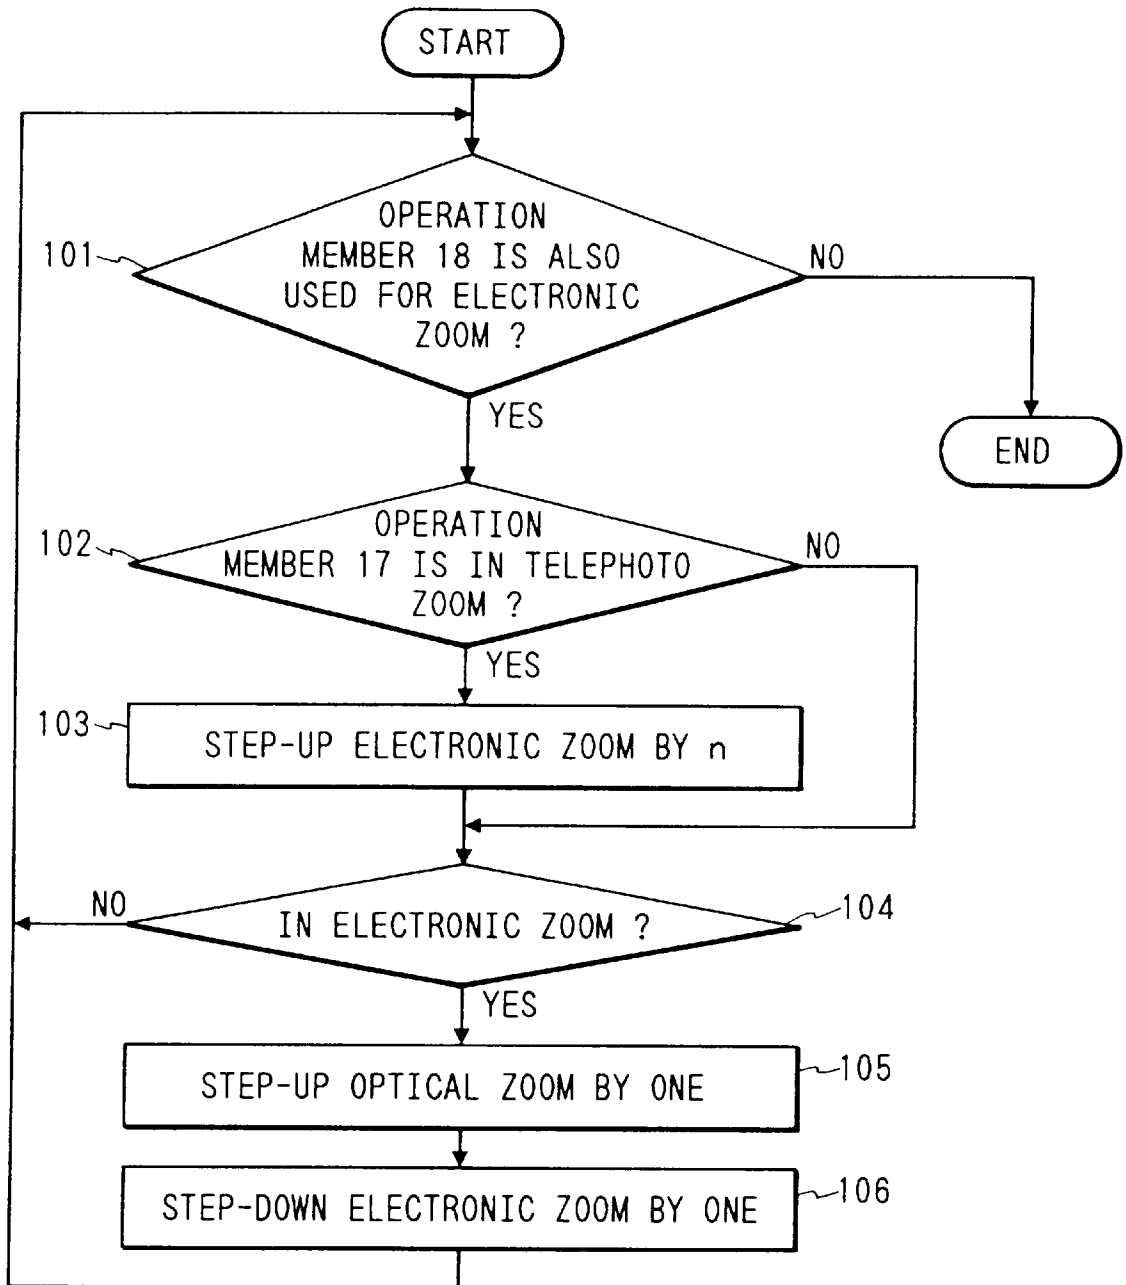 START
OPERATION
MEMBER 18 IS ALSO
USED FOR ELECTRONIC
ZOOM ?
101
NO
YES
END
OPERATION
MEMBER 17 IS IN TELEPHOTO
ZOOM ?
102
NO
YES
103
STEP-UP ELECTRONIC ZOOM BY n
NO
IN ELECTRONIC ZOOM ?
104
YES
STEP-UP OPTICAL ZOOM BY ONE
105
STEP-DOWN ELECTRONIC ZOOM BY ONE
106